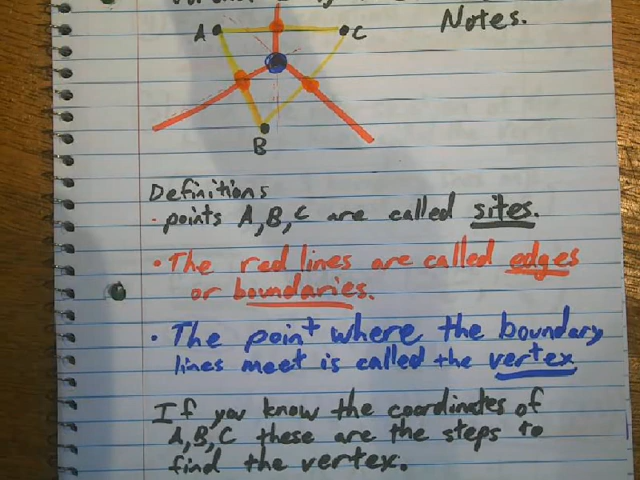 Notes.
A
C
B
Definitions
- points A, B, C are called sites.
• The red lines are called edges
or boundaries.
• The point where the boundary
lines meet is called the vertex
If you know the coordinates of
A, B, C these are the steps to
find the vertex.